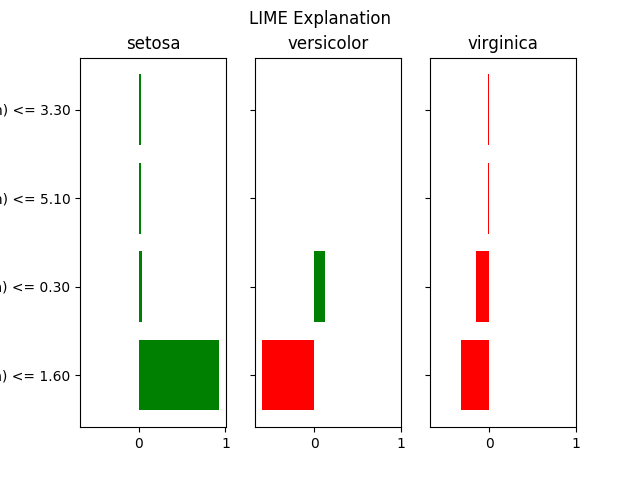 LIME Explanation
setosa versicolor virginica
) <= 3.30
) <= 5.10
) <= 0.30
) <= 1.60
0 1 0 1 0 1